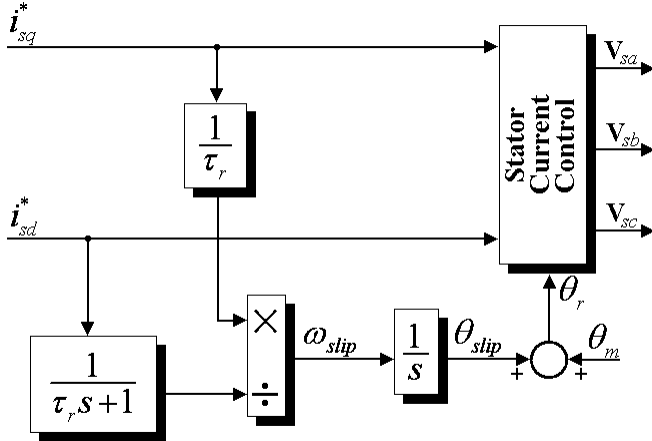 i*sq
Vsa
1/τr
Stator Current Control
Vsb
i*sd
Vsc
θr
×
ωslip
1/s
θslip
θm
+ +
1/(τr s+1)
÷